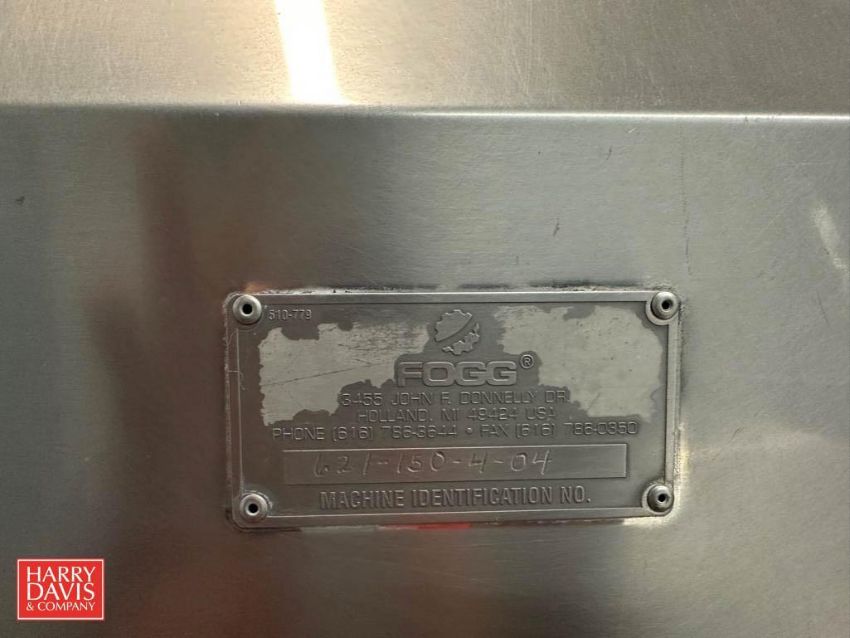 510-779
FOGG®
3455 JOHN F. DONNELLY DR.
HOLLAND, MI 49424 USA
PHONE (616) 786-3644 • FAX (616) 786-0350
621-150-4-04
MACHINE IDENTIFICATION NO.
HARRY
DAVIS
& COMPANY